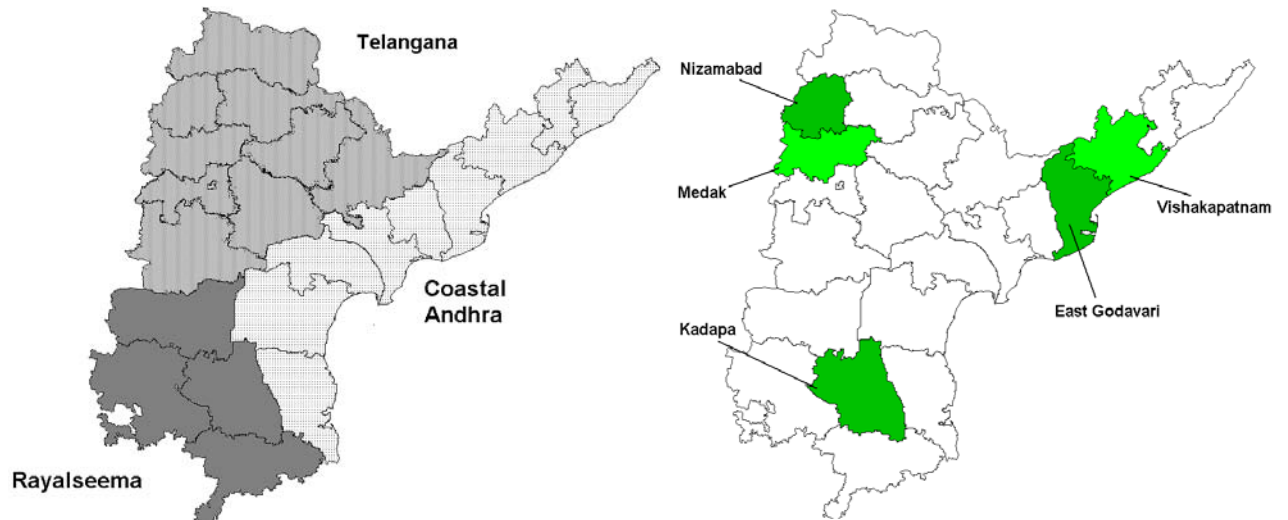 Telangana
Coastal
Andhra
Rayalseema
Nizamabad
Medak
Vishakapatnam
East Godavari
Kadapa